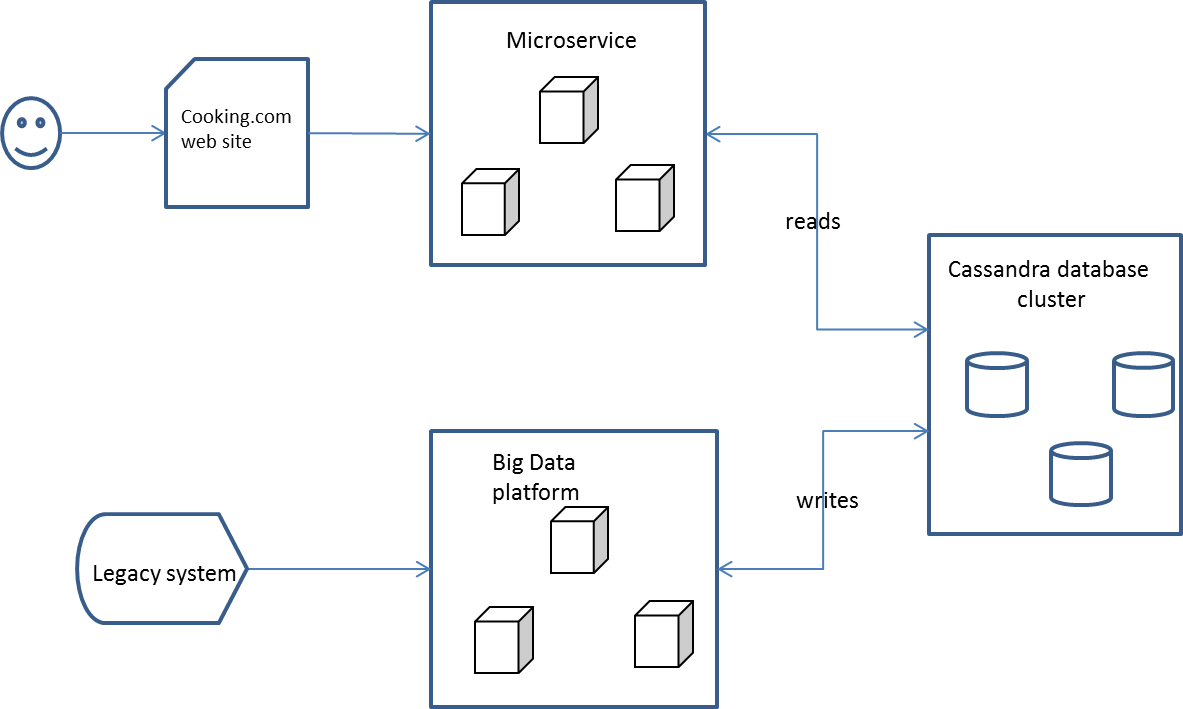 Microservice
Cooking.com
web site
reads
Cassandra database
cluster
Big Data
platform
writes
Legacy system